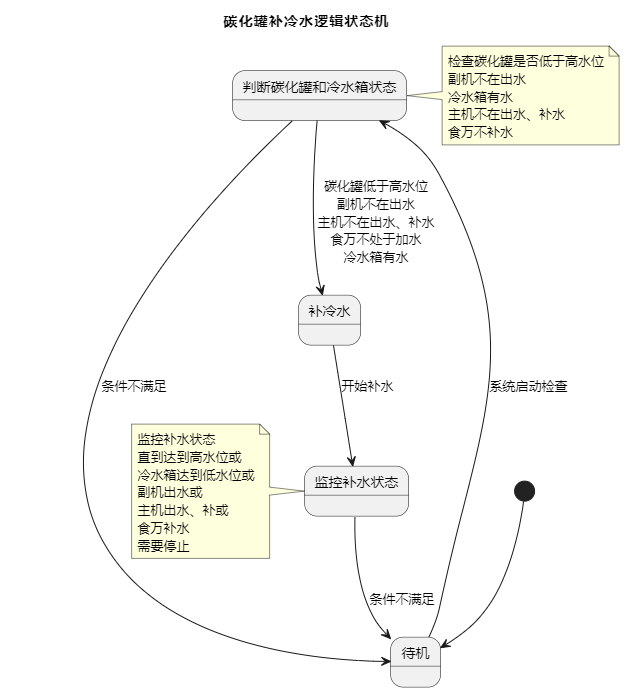 碳化罐补冷水逻辑状态机
判断碳化罐和冷水箱状态
检查碳化罐是否低于高水位
副机不在出水
冷水箱有水
主机不在出水、补水
食万不补水
碳化罐低于高水位
副机不在出水
主机不在出水、补水
食万不处于加水
冷水箱有水
补冷水
条件不满足
开始补水
系统启动检查
监控补水状态
直到达到高水位或
冷水箱达到低水位或
副机出水或
主机出水、补或
食万补水
需要停止
监控补水状态
条件不满足
待机